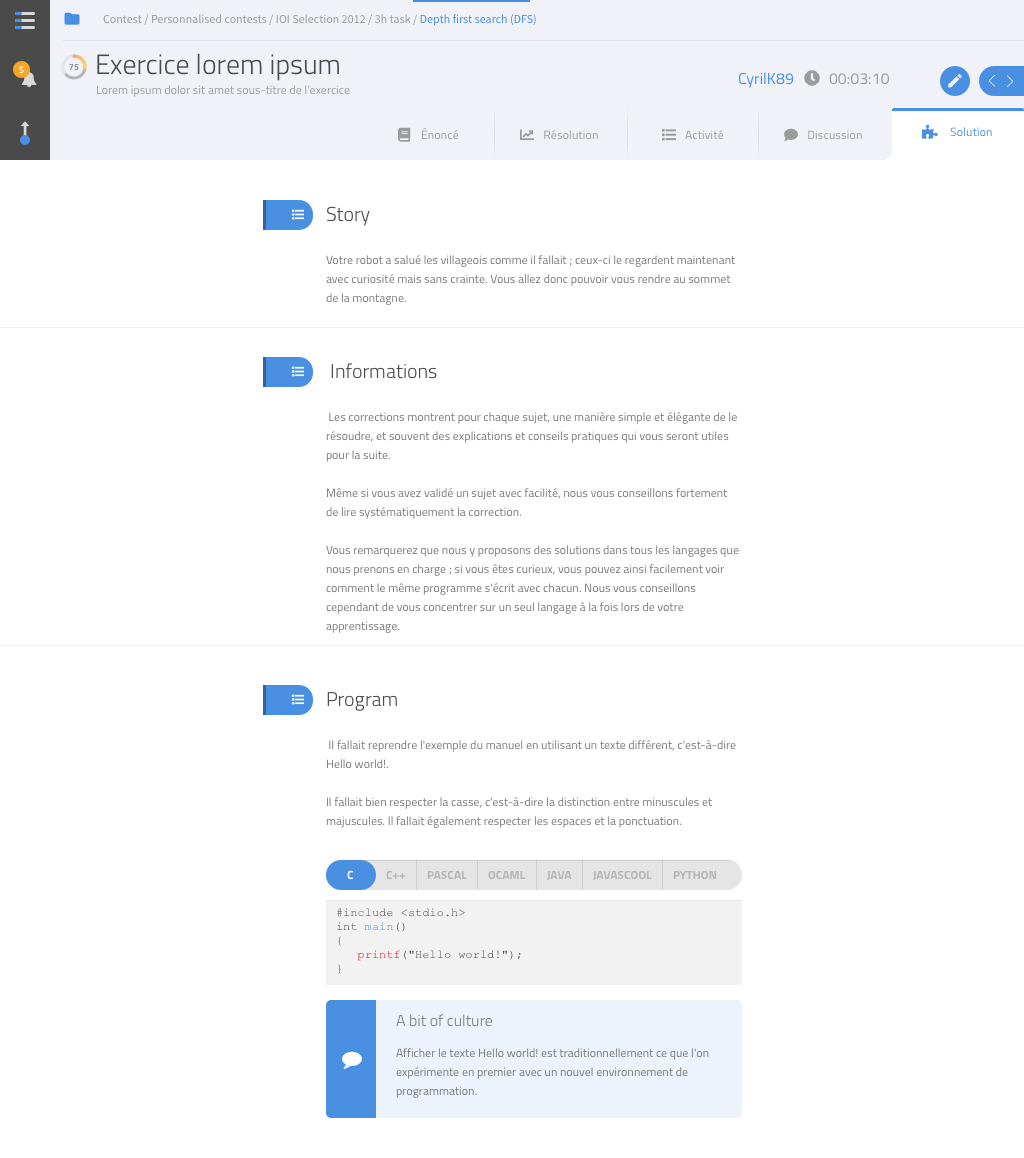 Contest / Personnalised contests / IOI Selection 2012 / 3h task / Depth first search (DFS)
S
75
Exercice lorem ipsum
Lorem ipsum dolor sit amet sous-titre de l'exercice
CyrilK89 00:03:10
Énoncé Résolution Activité Discussion Solution
Story
Votre robot a salué les villageois comme il fallait ; ceux-ci le regardent maintenant
avec curiosité mais sans crainte. Vous allez donc pouvoir vous rendre au sommet
de la montagne.
Informations
Les corrections montrent pour chaque sujet, une manière simple et élégante de le
résoudre, et souvent des explications et conseils pratiques qui vous seront utiles
pour la suite.
Même si vous avez validé un sujet avec facilité, nous vous conseillons fortement
de lire systématiquement la correction.
Vous remarquerez que nous y proposons des solutions dans tous les langages que
nous prenons en charge ; si vous êtes curieux, vous pouvez ainsi facilement voir
comment le même programme s'écrit avec chacun. Nous vous conseillons
cependant de vous concentrer sur un seul langage à la fois lors de votre
apprentissage.
Program
Il fallait reprendre l'exemple du manuel en utilisant un texte différent, c'est-à-dire
Hello world!.
Il fallait bien respecter la casse, c'est-à-dire la distinction entre minuscules et
majuscules. Il fallait également respecter les espaces et la ponctuation.
C C++ PASCAL OCAML JAVA JAVASCOOL PYTHON
#include <stdio.h>
int main()
{
printf("Hello world!");
}
A bit of culture
Afficher le texte Hello world! est traditionnellement ce que l'on
expérimente en premier avec un nouvel environnement de
programmation.